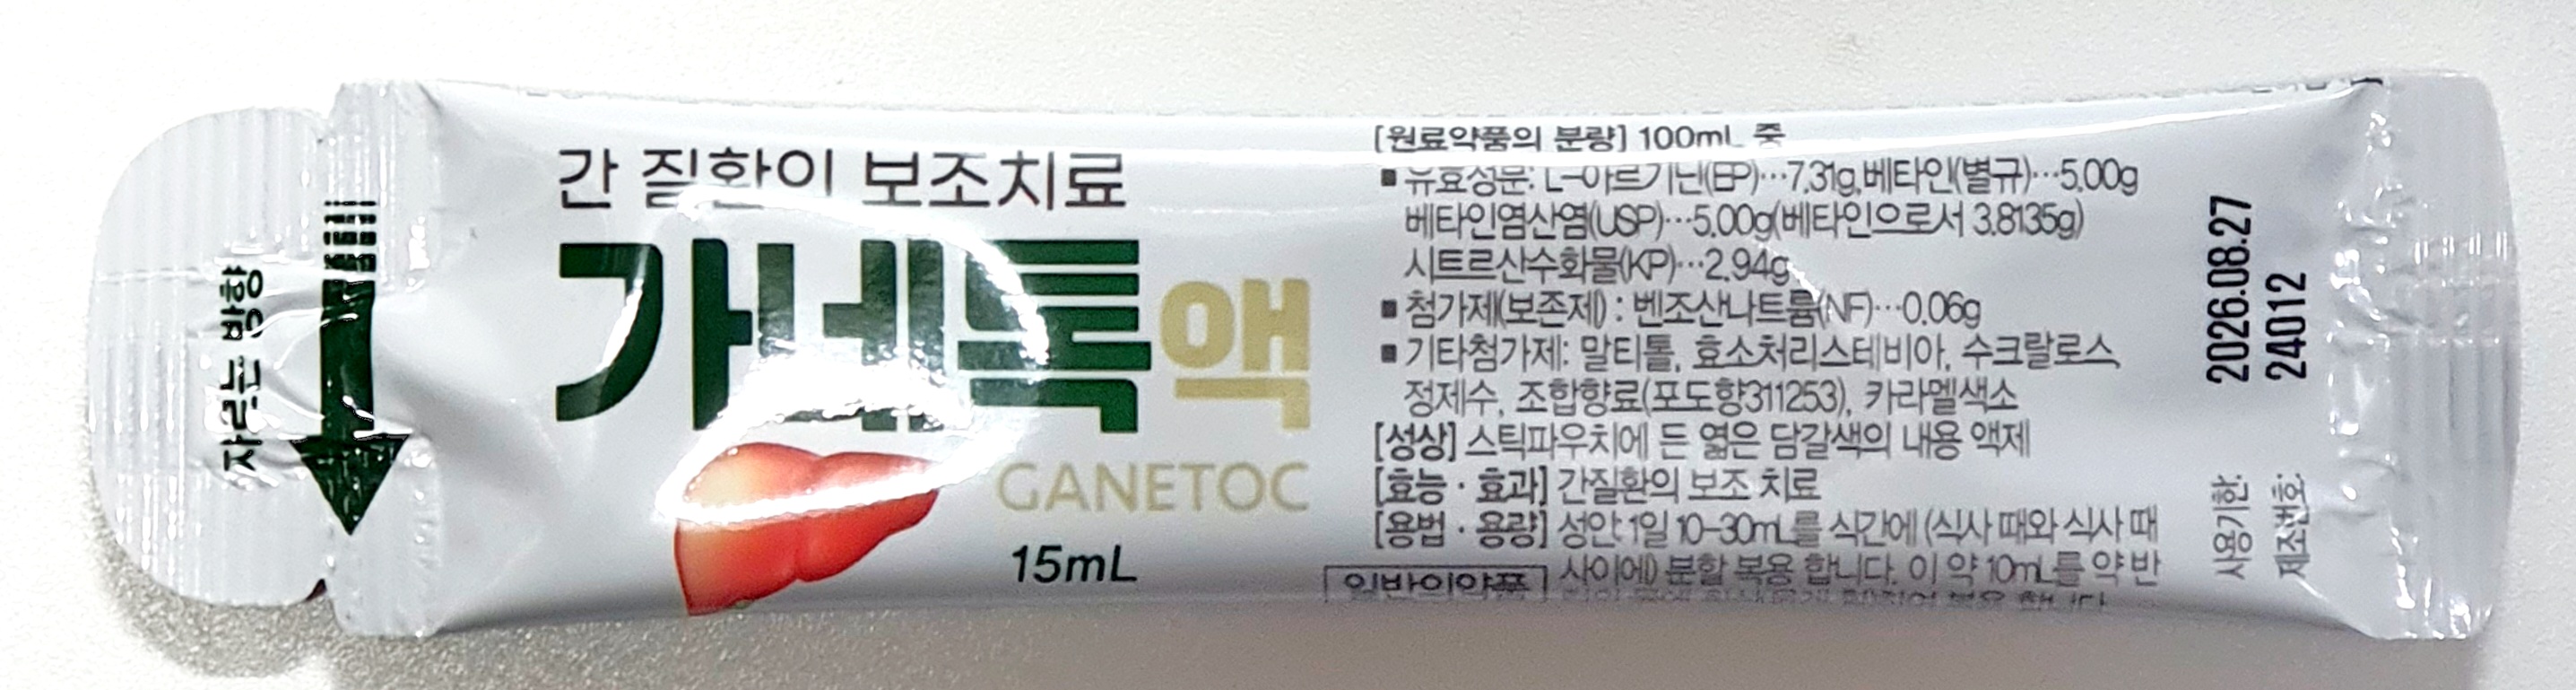 자르는 방향
간 질환의 보조치료
가네톡액
GANETOC
15mL
[원료약품의 분량] 100mL 중
■ 유효성분: L-아르기닌(EP)···7.31g,베타인(별규)···5.00g
베타인염산염(USP)···5.00g(베타인으로서 3.8135g)
시트르산수화물(KP)···2.94g
■ 첨가제(보존제) : 벤조산나트륨(NF)···0.06g
■ 기타첨가제: 말티톨, 효소처리스테비아, 수크랄로스,
정제수, 조합향료(포도향311253), 카라멜색소
[성상] 스틱파우치에 든 엷은 담갈색의 내용 액제
[효능·효과] 간질환의 보조 치료
[용법·용량] 성인: 1일 10-30mL를 식간에 (식사 때와 식사 때
사이에) 분할 복용 합니다. 이 약 10mL를 약 반
복용 합니다.
일반의약품
사용기한: 2026.08.27
제조번호: 24012